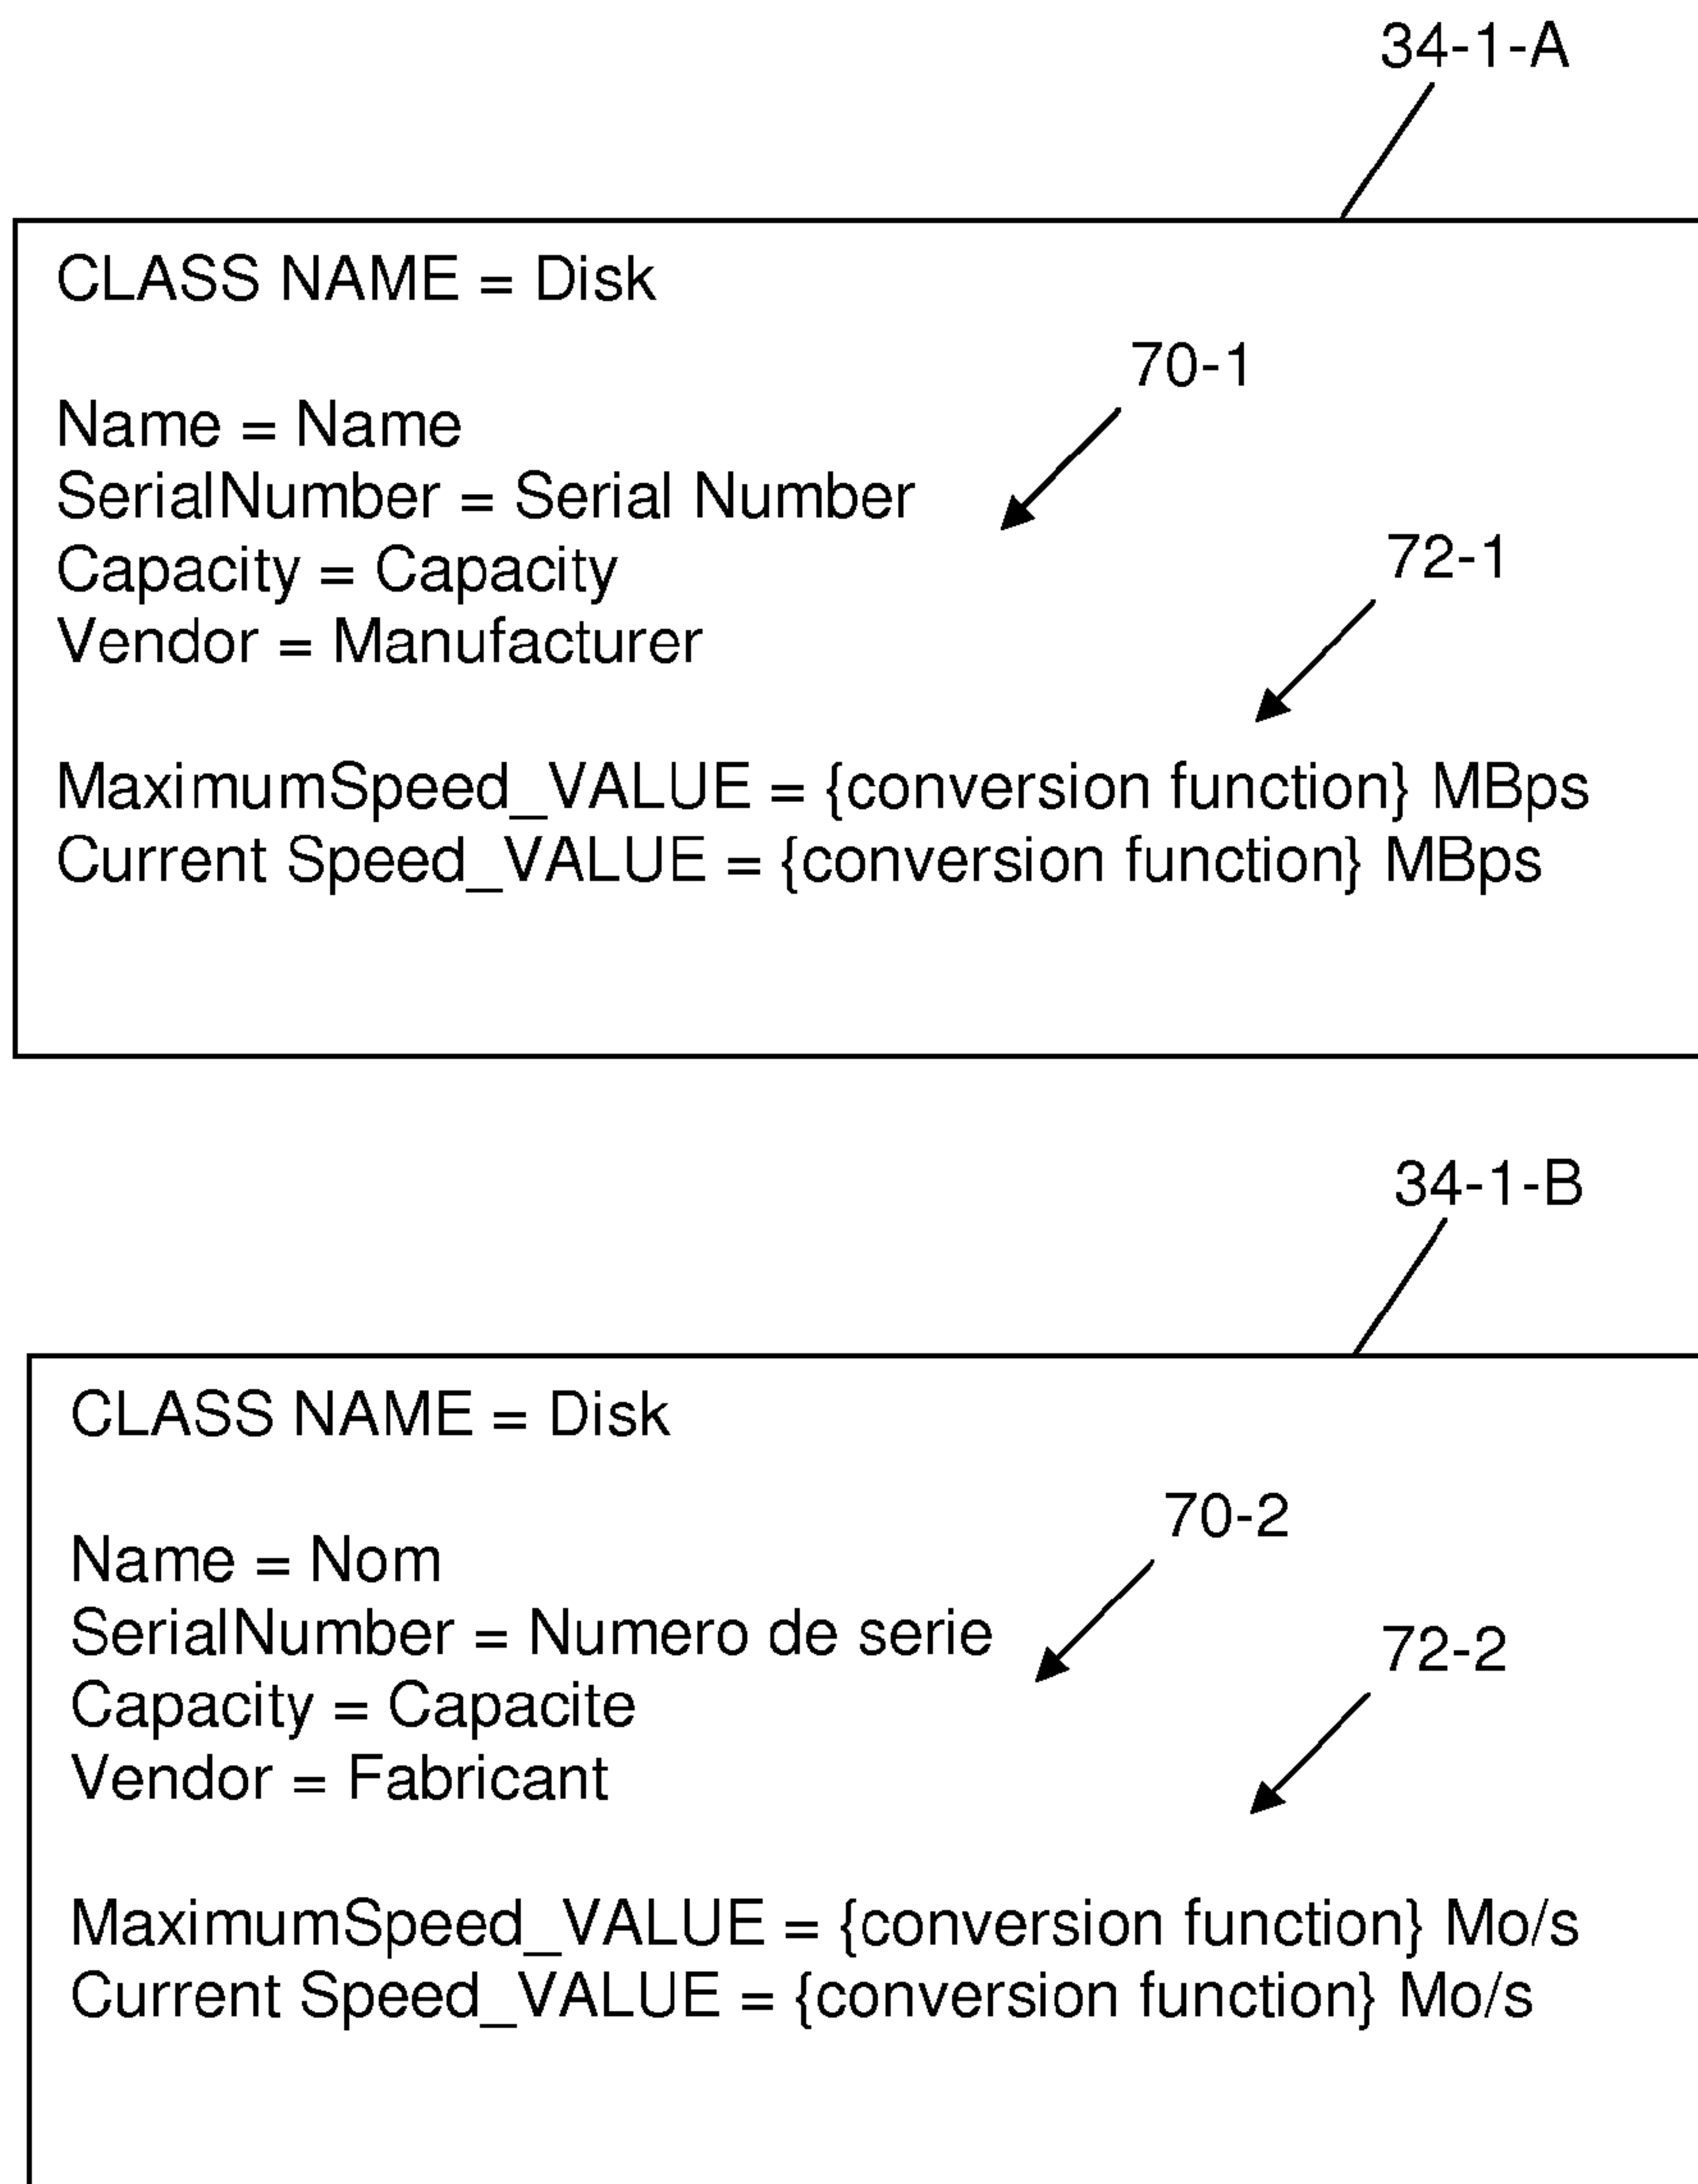 34-1-A
CLASS NAME = Disk
70-1
Name = Name
SerialNumber = Serial Number
72-1
Capacity = Capacity
Vendor = Manufacturer
MaximumSpeed_VALUE = {conversion function} MBps
Current Speed_VALUE = {conversion function} MBps
34-1-B
CLASS NAME = Disk
70-2
Name = Nom
SerialNumber = Numero de serie
72-2
Capacity = Capacite
Vendor = Fabricant
MaximumSpeed_VALUE = {conversion function} Mo/s
Current Speed_VALUE = {conversion function} Mo/s